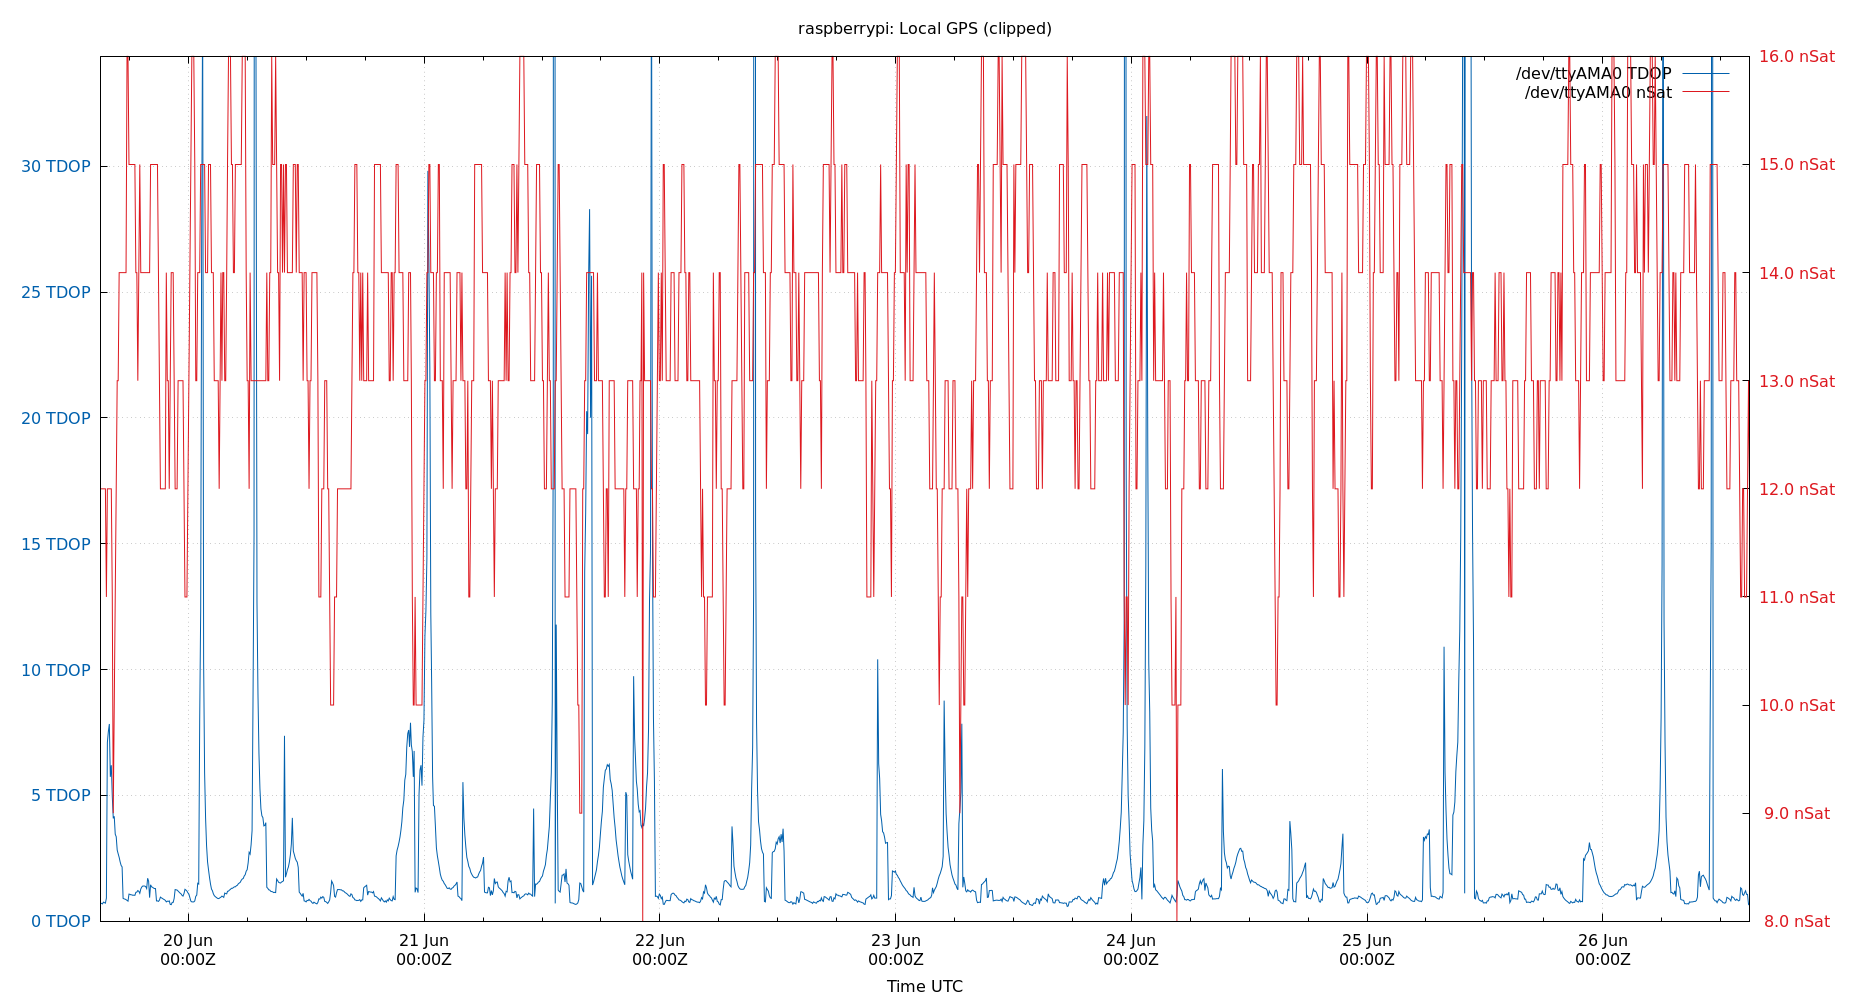 raspberrypi: Local GPS (clipped)
/dev/ttyAMA0 TDOP
/dev/ttyAMA0 nSat
30 TDOP
25 TDOP
20 TDOP
15 TDOP
10 TDOP
5 TDOP
0 TDOP
16.0 nSat
15.0 nSat
14.0 nSat
13.0 nSat
12.0 nSat
11.0 nSat
10.0 nSat
9.0 nSat
8.0 nSat
20 Jun
00:00Z
21 Jun
00:00Z
22 Jun
00:00Z
23 Jun
00:00Z
24 Jun
00:00Z
25 Jun
00:00Z
26 Jun
00:00Z
Time UTC